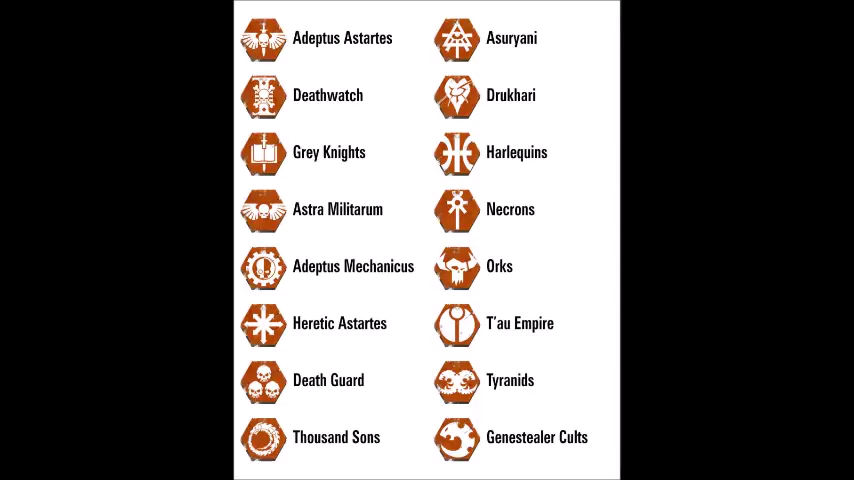 Adeptus Astartes
Deathwatch
Grey Knights
Astra Militarum
Adeptus Mechanicus
Heretic Astartes
Death Guard
Thousand Sons
Asuryani
Drukhari
Harlequins
Necrons
Orks
T'au Empire
Tyranids
Genestealer Cults